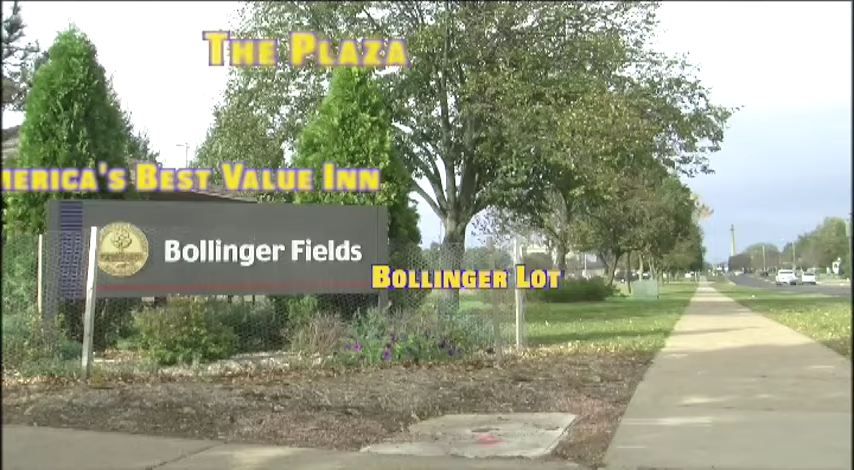 The Plaza
merica's Best Value Inn
Bollinger Fields
Bollinger Lot